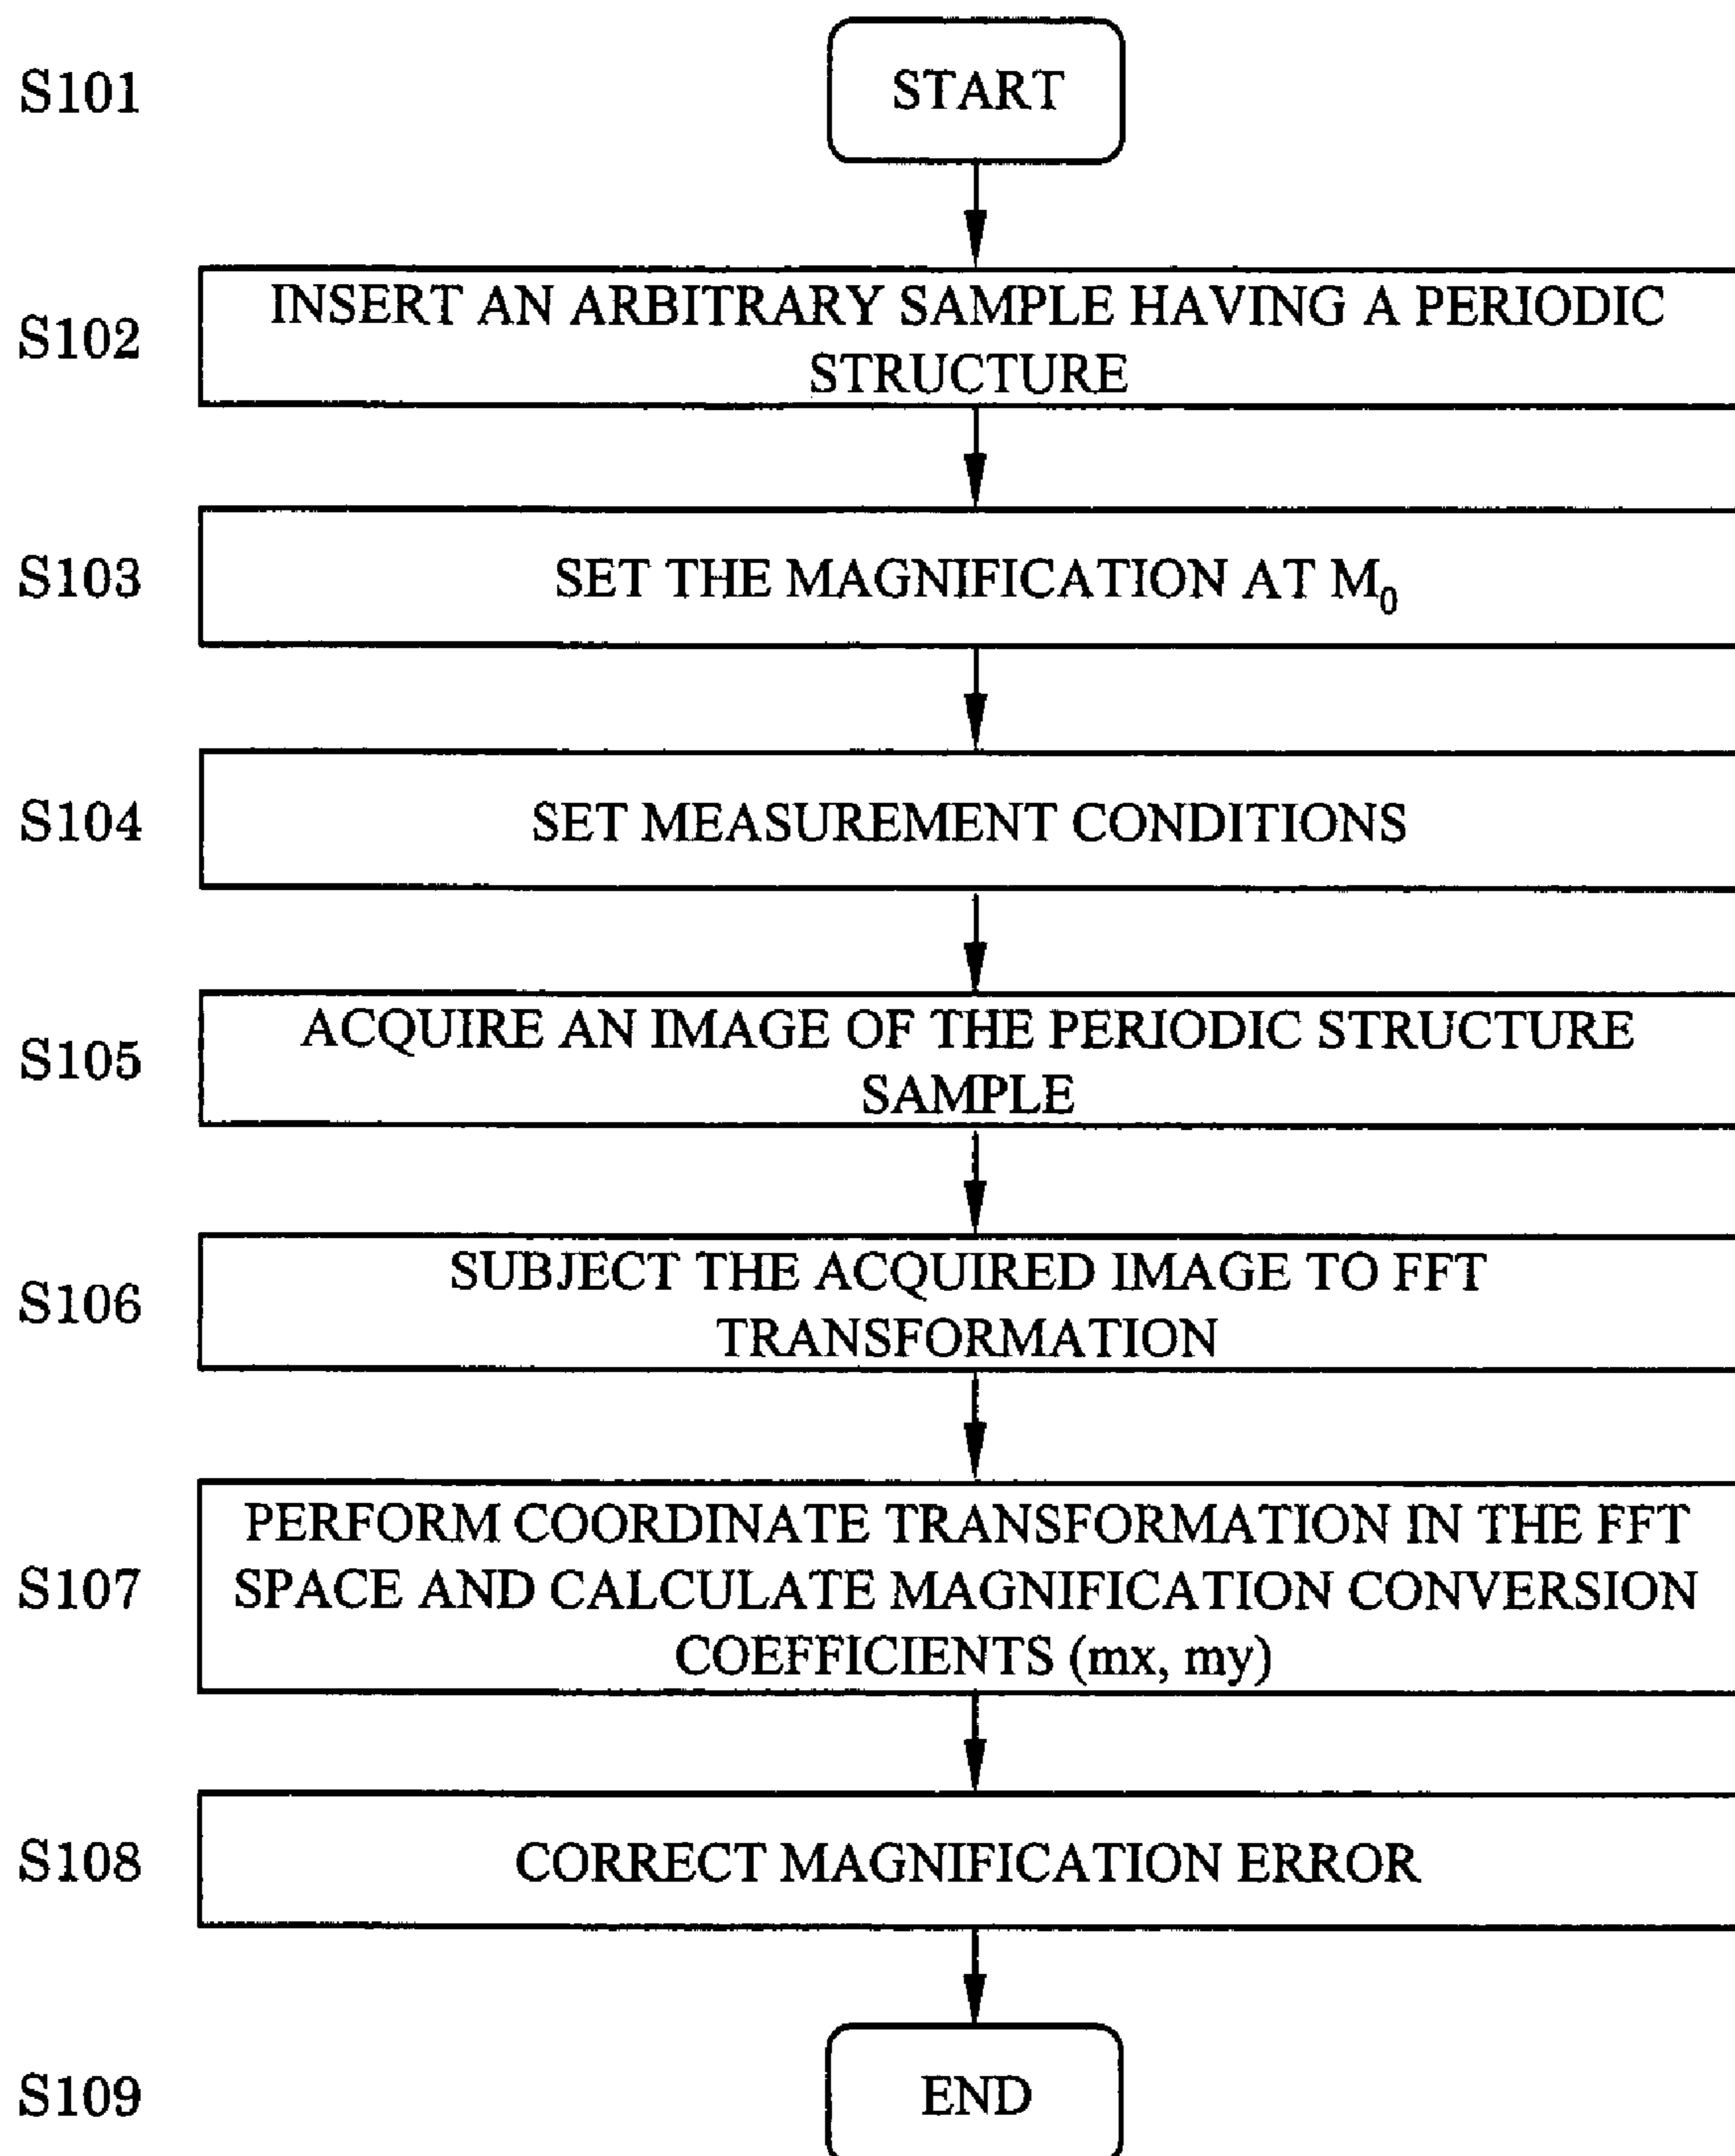 S101
START
S102
INSERT AN ARBITRARY SAMPLE HAVING A PERIODIC
STRUCTURE
S103
SET THE MAGNIFICATION AT M₀
S104
SET MEASUREMENT CONDITIONS
S105
ACQUIRE AN IMAGE OF THE PERIODIC STRUCTURE
SAMPLE
S106
SUBJECT THE ACQUIRED IMAGE TO FFT
TRANSFORMATION
S107
PERFORM COORDINATE TRANSFORMATION IN THE FFT
SPACE AND CALCULATE MAGNIFICATION CONVERSION
COEFFICIENTS (mx, my)
S108
CORRECT MAGNIFICATION ERROR
S109
END